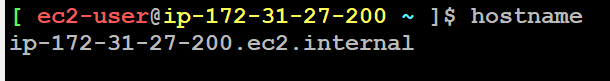 [ ec2-user@ip-172-31-27-200 ~ ]$ hostname
ip-172-31-27-200.ec2.internal